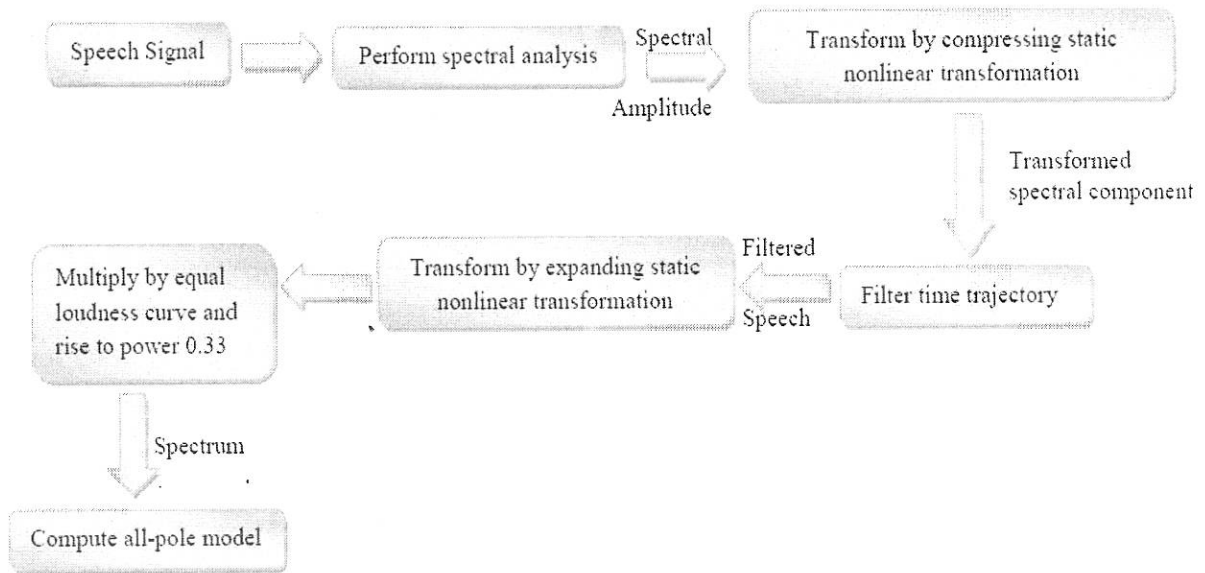 Speech Signal
Perform spectral analysis
Spectral
Amplitude
Transform by compressing static
nonlinear transformation
Transformed
spectral component
Filter time trajectory
Filtered
Speech
Transform by expanding static
nonlinear transformation
Multiply by equal
loudness curve and
rise to power 0.33
Spectrum
Compute all-pole model